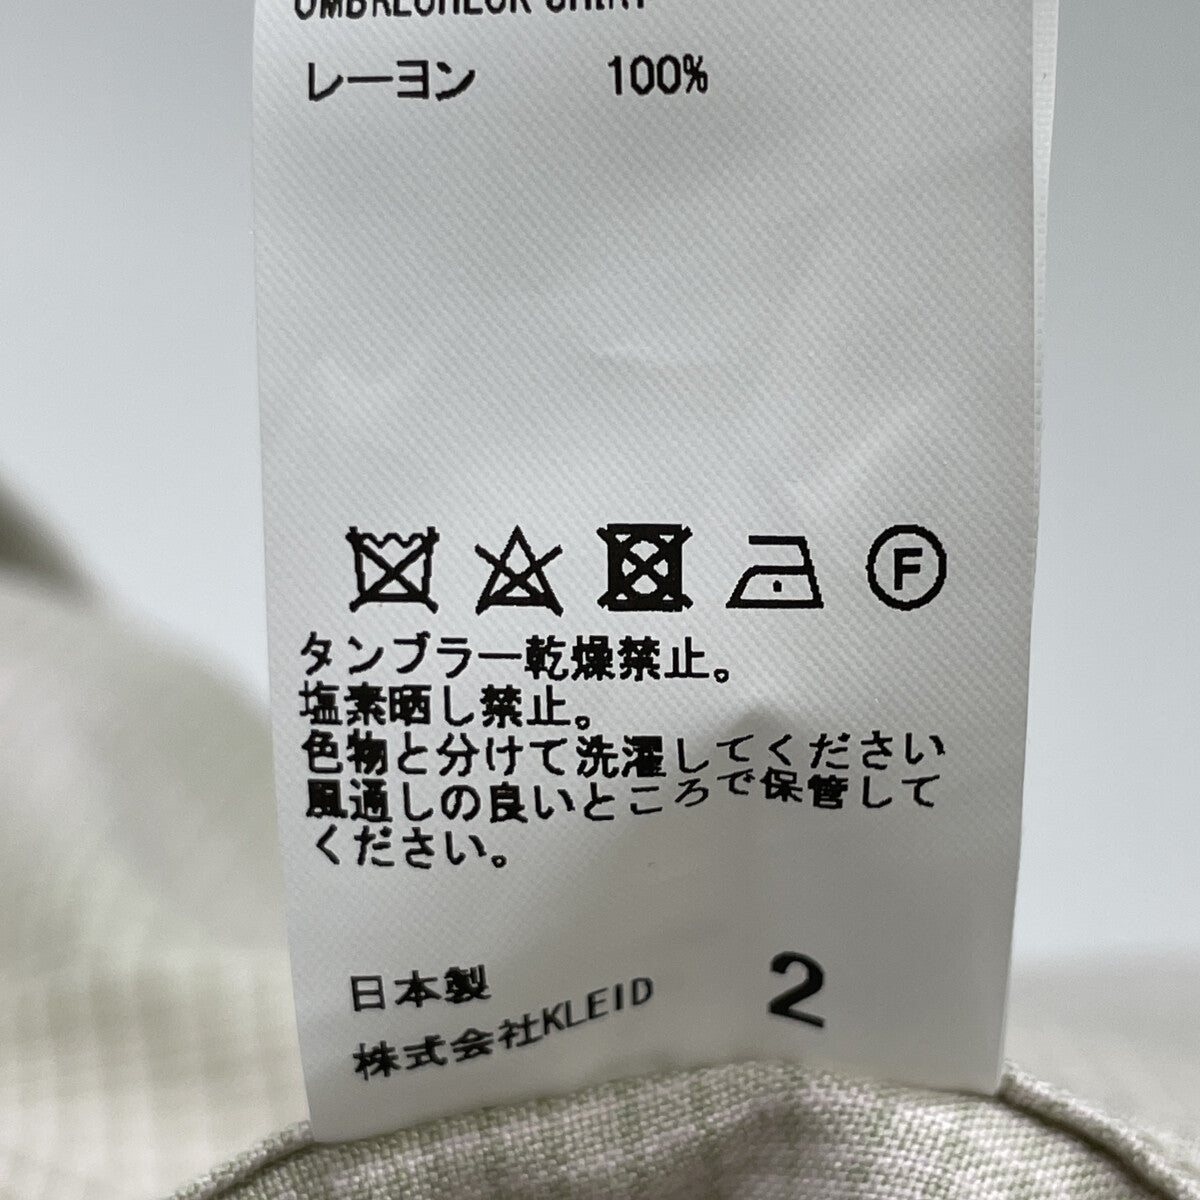 OMBRECHECK SHIRT
レーヨン 100%
F
タンブラー乾燥禁止。
塩素晒し禁止。
色物と分けて洗濯してください
風通しの良いところで保管して
ください。
日本製
株式会社KLEID
2